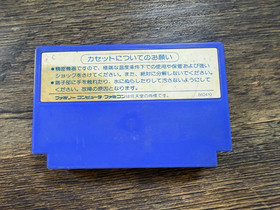 カセットについてのお願い
●精密機器ですので、極端な温度条件下での使用や保管および強い
ショックをさけてください。また、絶対に分解しないでください。
●端子部に手を触れたり、水にぬらしたりして汚さないようにして
ください。故障の原因となります。
ファミリーコンピュータ ファミコンは任天堂の商標です。